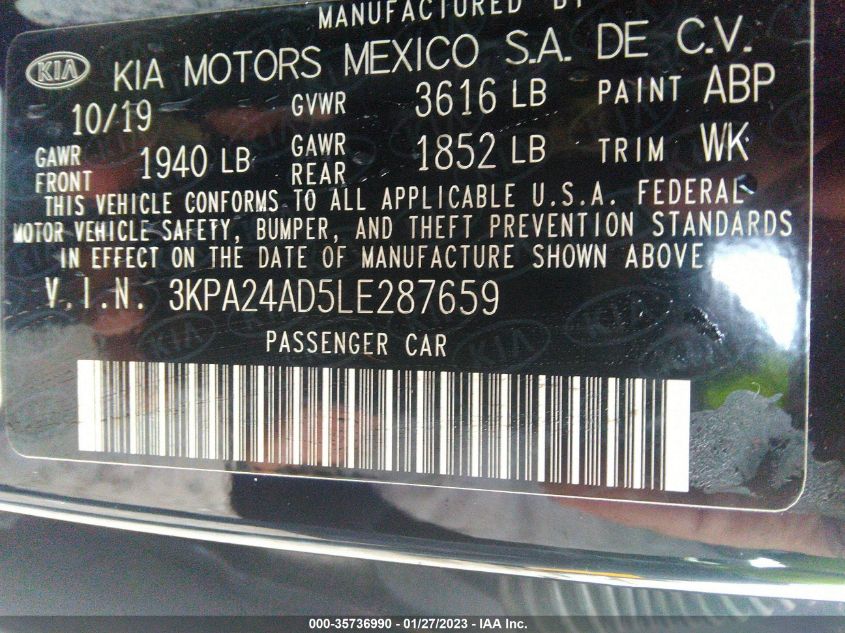 MANUFACTURED BY
KIA KIA MOTORS MEXICO S.A. DE C.V.
10/19 GVWR 3616 LB PAINT ABP
GAWR FRONT 1940 LB GAWR REAR 1852 LB TRIM WK
THIS VEHICLE CONFORMS TO ALL APPLICABLE U.S.A. FEDERAL
MOTOR VEHICLE SAFETY, BUMPER, AND THEFT PREVENTION STANDARDS
IN EFFECT ON THE DATE OF MANUFACTURE SHOWN ABOVE
V.I.N. 3KPA24AD5LE287659
PASSENGER CAR
000-35736990 — 01/27/2023 — IAA Inc.